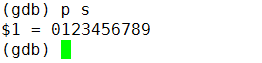 (gdb) p s
$1 = 0123456789
(gdb)